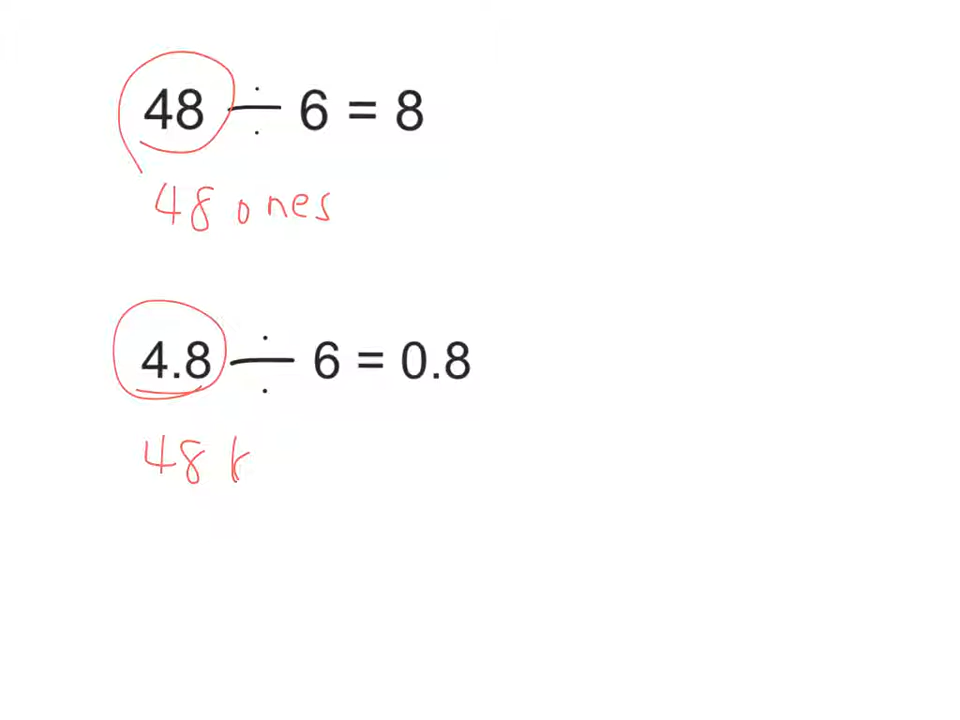 48 ÷ 6 = 8
48 ones
4.8 ÷ 6 = 0.8
48